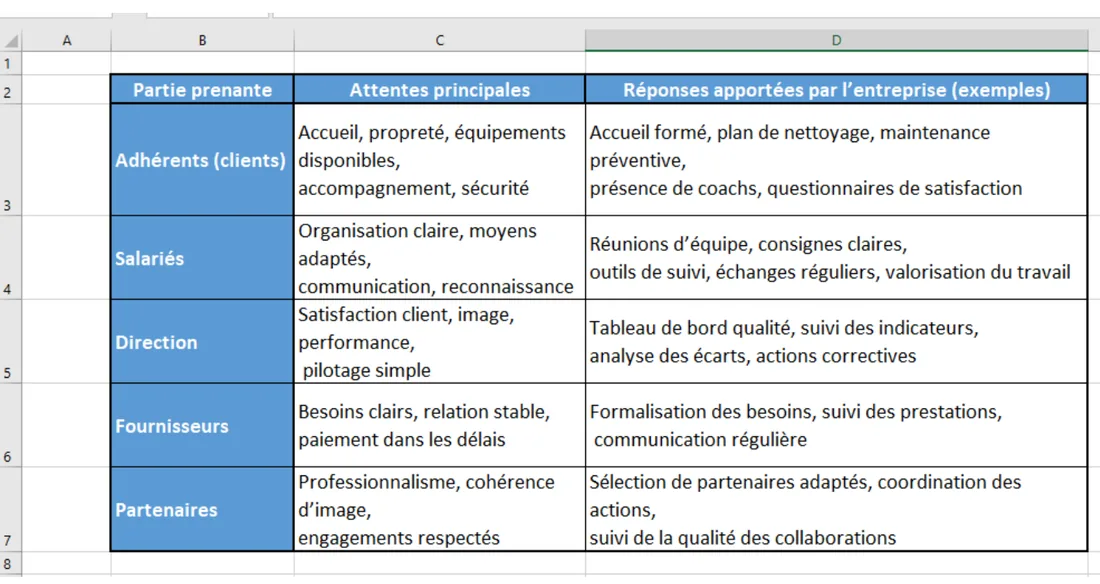 A B C D
1
2 Partie prenante Attentes principales Réponses apportées par l’entreprise (exemples)
3 Adhérents (clients)
Accueil, propreté, équipements
disponibles,
accompagnement, sécurité
Accueil formé, plan de nettoyage, maintenance
préventive,
présence de coachs, questionnaires de satisfaction
4 Salariés
Organisation claire, moyens
adaptés,
communication, reconnaissance
Réunions d’équipe, consignes claires,
outils de suivi, échanges réguliers, valorisation du travail
5 Direction
Satisfaction client, image,
performance,
pilotage simple
Tableau de bord qualité, suivi des indicateurs,
analyse des écarts, actions correctives
6 Fournisseurs
Besoins clairs, relation stable,
paiement dans les délais
Formalisation des besoins, suivi des prestations,
communication régulière
7 Partenaires
Professionnalisme, cohérence
d’image,
engagements respectés
Sélection de partenaires adaptés, coordination des
actions,
suivi de la qualité des collaborations
8